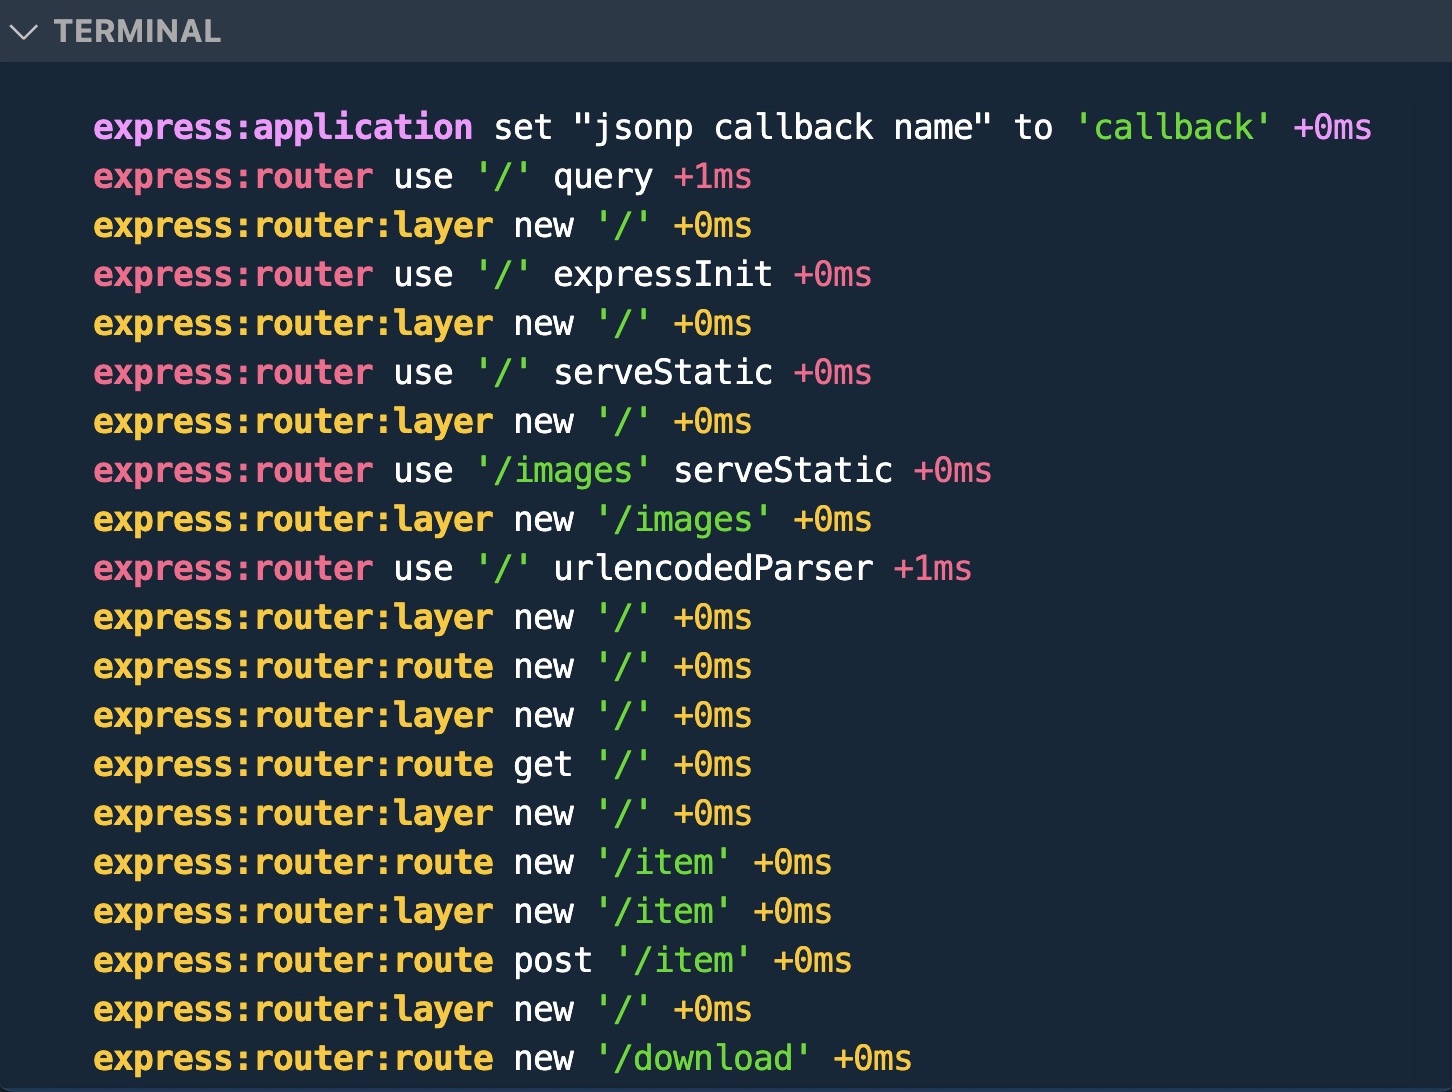 TERMINAL
express:application set "jsonp callback name" to 'callback' +0ms
express:router use '/' query +1ms
express:router:layer new '/' +0ms
express:router use '/' expressInit +0ms
express:router:layer new '/' +0ms
express:router use '/' serveStatic +0ms
express:router:layer new '/' +0ms
express:router use '/images' serveStatic +0ms
express:router:layer new '/images' +0ms
express:router use '/' urlencodedParser +1ms
express:router:layer new '/' +0ms
express:router:route new '/' +0ms
express:router:layer new '/' +0ms
express:router:route get '/' +0ms
express:router:layer new '/' +0ms
express:router:route new '/item' +0ms
express:router:layer new '/item' +0ms
express:router:route post '/item' +0ms
express:router:layer new '/' +0ms
express:router:route new '/download' +0ms